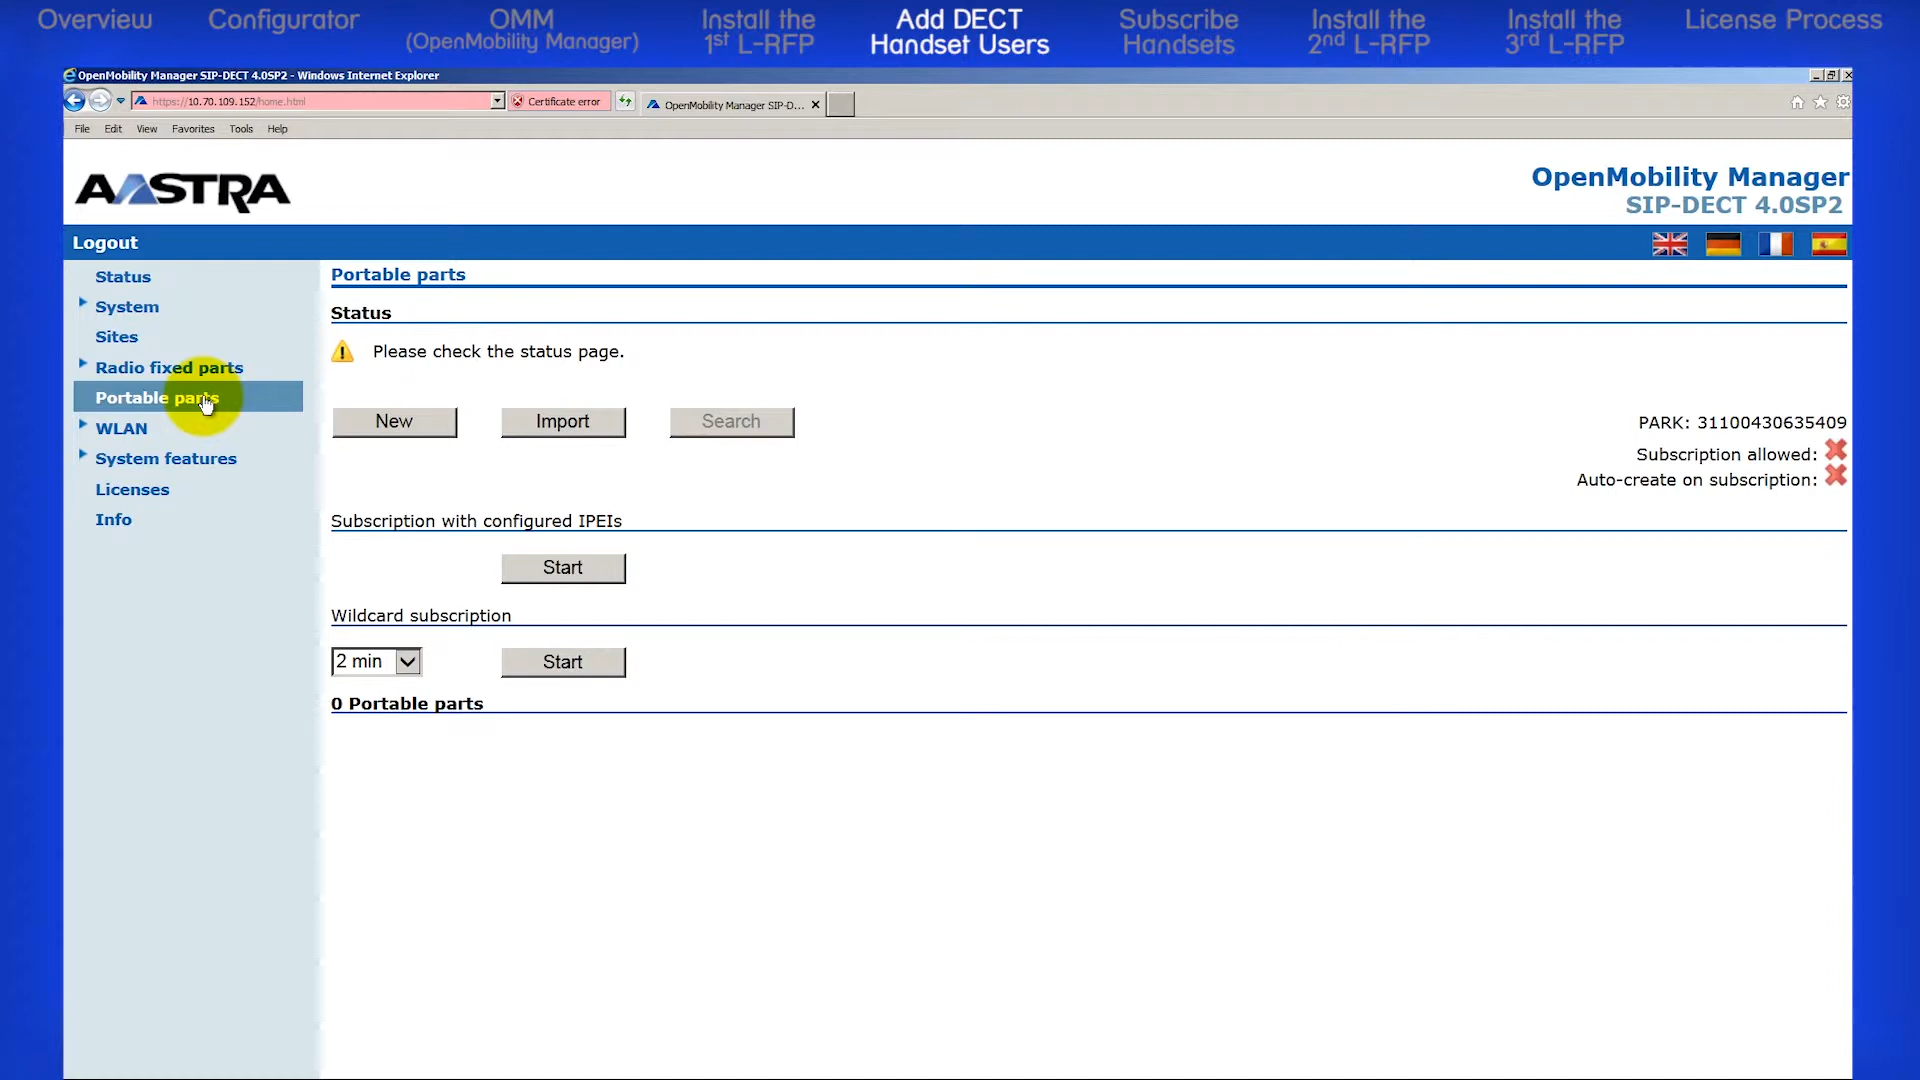 Overview
Configurator
OMM
(OpenMobility Manager)
Install the
1st L-RFP
Add DECT
Handset Users
Subscribe
Handsets
Install the
2nd L-RFP
Install the
3rd L-RFP
License Process
OpenMobility Manager SIP-DECT 4.0SP2 - Windows Internet Explorer
https://10.70.109.152/home.html
Certificate error
OpenMobility Manager SIP-D...
File Edit View Favorites Tools Help
AASTRA
OpenMobility Manager
SIP-DECT 4.0SP2
Logout
Status
System
Sites
Radio fixed parts
Portable parts
WLAN
System features
Licenses
Info
Portable parts
Status
Please check the status page.
New Import Search
PARK: 31100430635409
Subscription allowed:
Auto-create on subscription:
Subscription with configured IPEIs
Start
Wildcard subscription
2 min Start
0 Portable parts